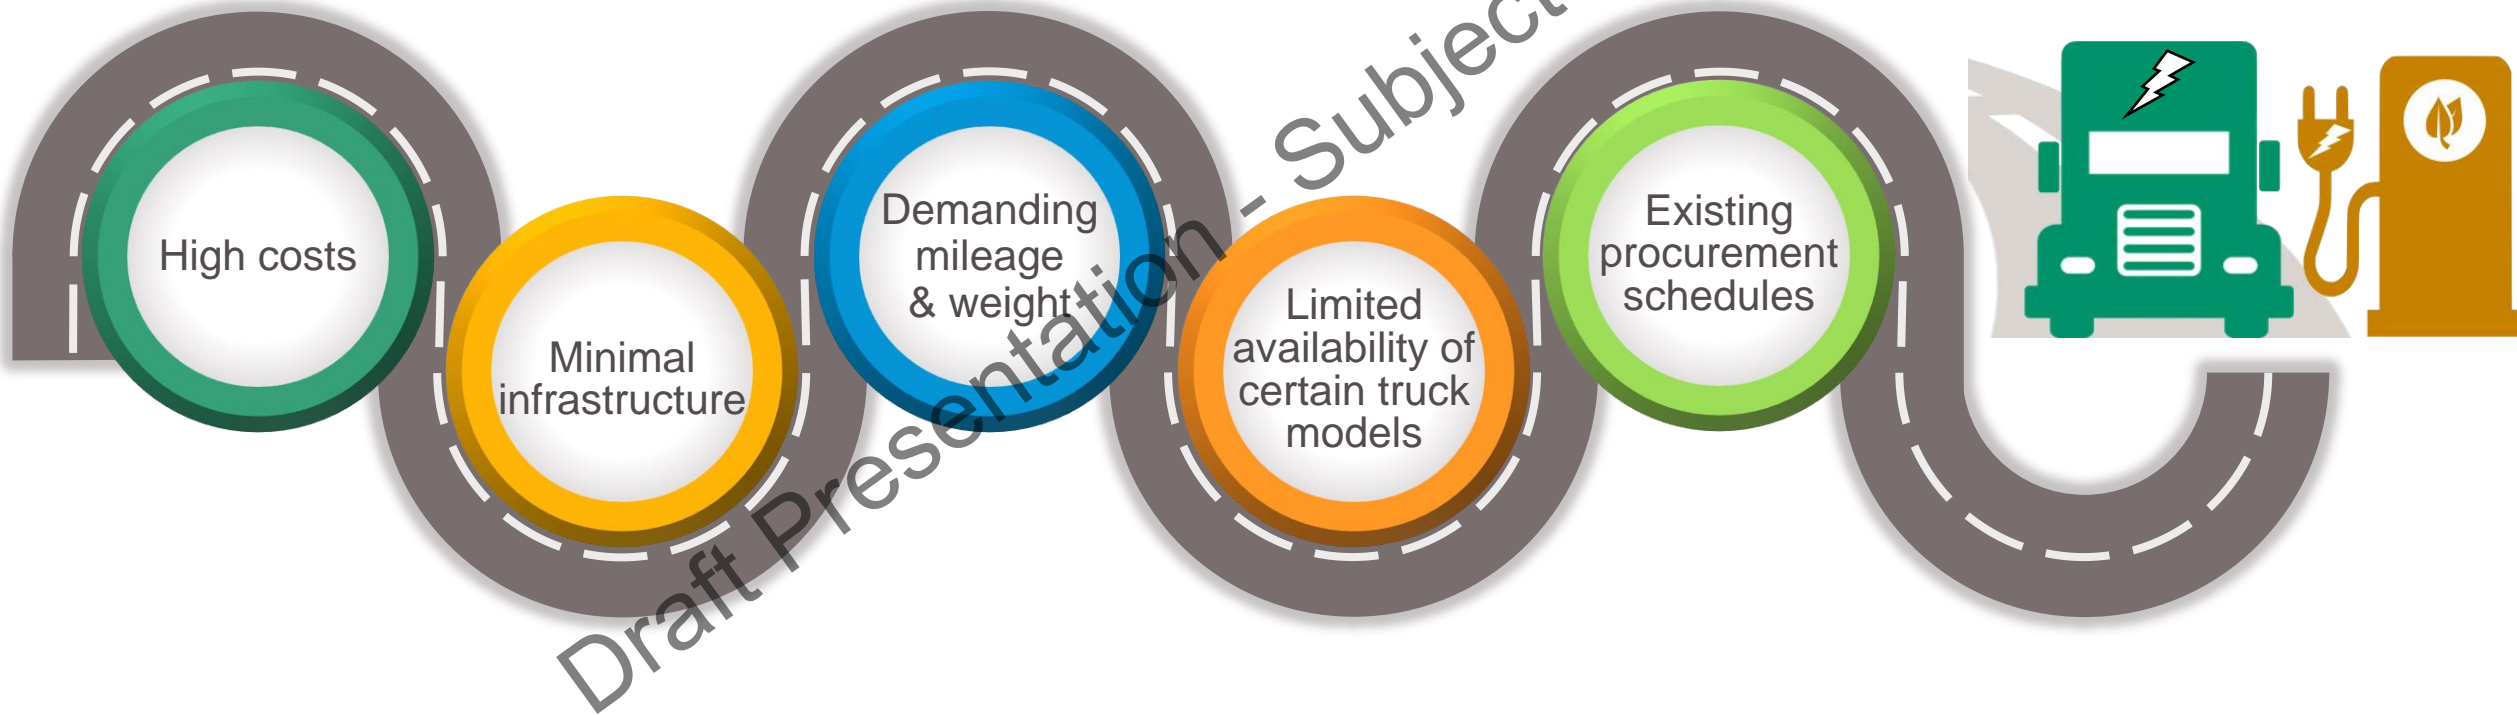 High costs
Minimal
infrastructure
Demanding
mileage
& weight
Limited
availability of
certain truck
models
Existing
procurement
schedules
Draft Presentation - Subject